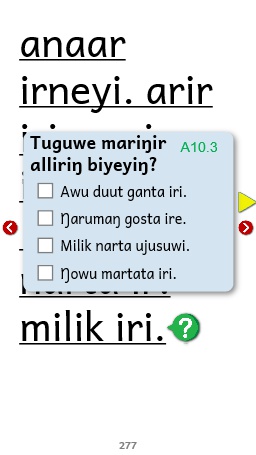 anaar
irneyi. arir
Tuguwe mariŋir
alliriŋ biyeyiŋ?
A10.3
Awu duut ganta iri.
Ŋarumaŋ gosta ire.
Milik narta ujusuwi.
Ŋowu martata iri.
milik iri.
?
277